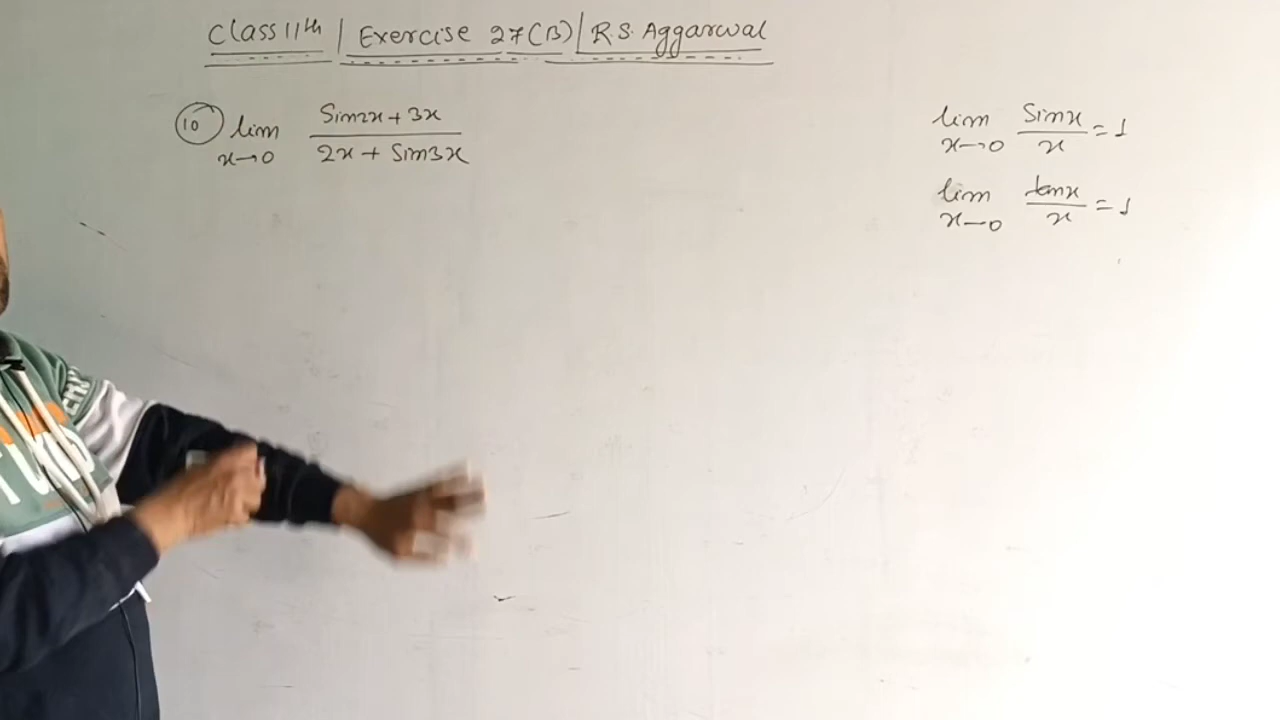 Class 11th | Exercise 27(B) | R.S. Aggarwal
10 lim x→0 (Sin2x + 3x)/(2x + Sin3x)
lim x→0 Sinx/x = 1
lim x→0 tanx/x = 1